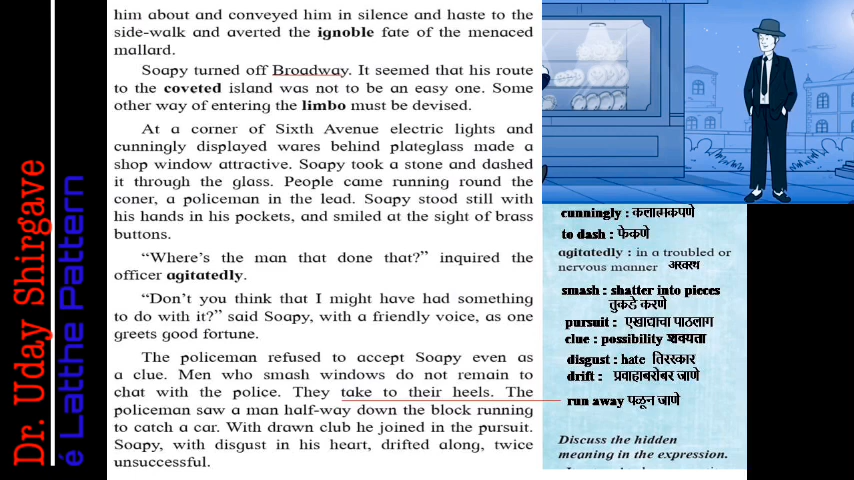 Dr. Uday Shirgave
é Latthe Pattern
him about and conveyed him in silence and haste to the
side-walk and averted the ignoble fate of the menaced
mallard.
Soapy turned off Broadway. It seemed that his route
to the coveted island was not to be an easy one. Some
other way of entering the limbo must be devised.
At a corner of Sixth Avenue electric lights and
cunningly displayed wares behind plateglass made a
shop window attractive. Soapy took a stone and dashed
it through the glass. People came running round the
coner, a policeman in the lead. Soapy stood still with
his hands in his pockets, and smiled at the sight of brass
buttons.
“Where’s the man that done that?” inquired the
officer agitatedly.
“Don’t you think that I might have had something
to do with it?” said Soapy, with a friendly voice, as one
greets good fortune.
The policeman refused to accept Soapy even as
a clue. Men who smash windows do not remain to
chat with the police. They take to their heels. The
policeman saw a man half-way down the block running
to catch a car. With drawn club he joined in the pursuit.
Soapy, with disgust in his heart, drifted along, twice
unsuccessful.
cunningly : कलात्मकपणे
to dash : फेकणे
agitatedly : in a troubled or
nervous manner अस्वस्थ
smash : shatter into pieces
तुकडे करणे
pursuit : एखाद्याचा पाठलाग
clue : possibility शक्यता
disgust : hate तिरस्कार
drift : प्रवाहाबरोबर जाणे
run away पळून जाणे
Discuss the hidden
meaning in the expression.